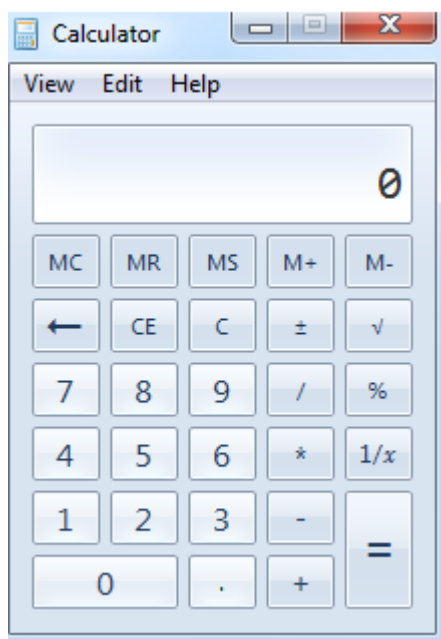 Calculator
View Edit Help
0
MC MR MS M+ M-
← CE C ± √
7 8 9 / %
4 5 6 * 1/x
1 2 3 - =
0 . +